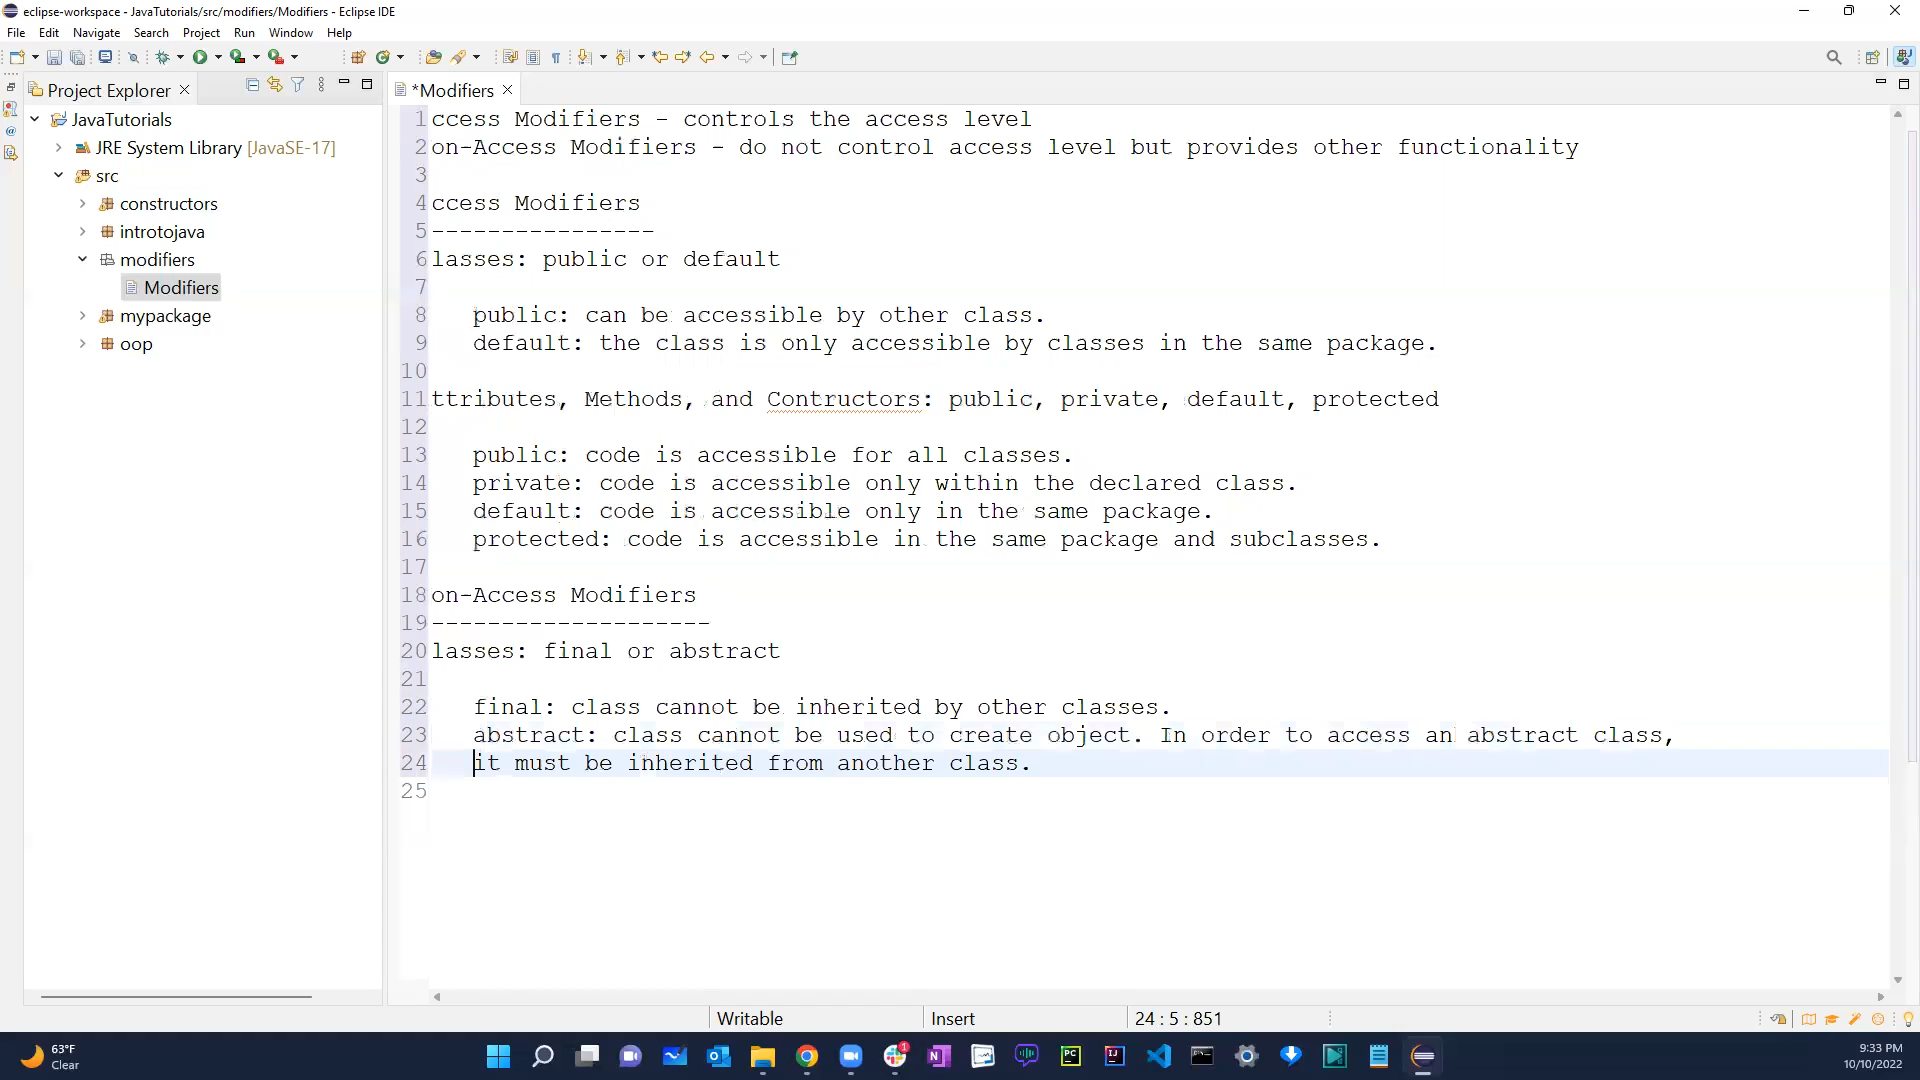 eclipse-workspace - JavaTutorials/src/modifiers/Modifiers - Eclipse IDE
File Edit Navigate Search Project Run Window Help
Project Explorer
*Modifiers
JavaTutorials
JRE System Library [JavaSE-17]
src
constructors
introtojava
modifiers
Modifiers
mypackage
oop
1 ccess Modifiers - controls the access level
2 on-Access Modifiers - do not control access level but provides other functionality
3
4 ccess Modifiers
5 ----------------
6 lasses: public or default
7
8 public: can be accessible by other class.
9 default: the class is only accessible by classes in the same package.
10
11 ttributes, Methods, and Contructors: public, private, default, protected
12
13 public: code is accessible for all classes.
14 private: code is accessible only within the declared class.
15 default: code is accessible only in the same package.
16 protected: code is accessible in the same package and subclasses.
17
18 on-Access Modifiers
19 --------------------
20 lasses: final or abstract
21
22 final: class cannot be inherited by other classes.
23 abstract: class cannot be used to create object. In order to access an abstract class,
24 it must be inherited from another class.
25
Writable Insert 24 : 5 : 851
63°F
Clear
9:33 PM
10/10/2022